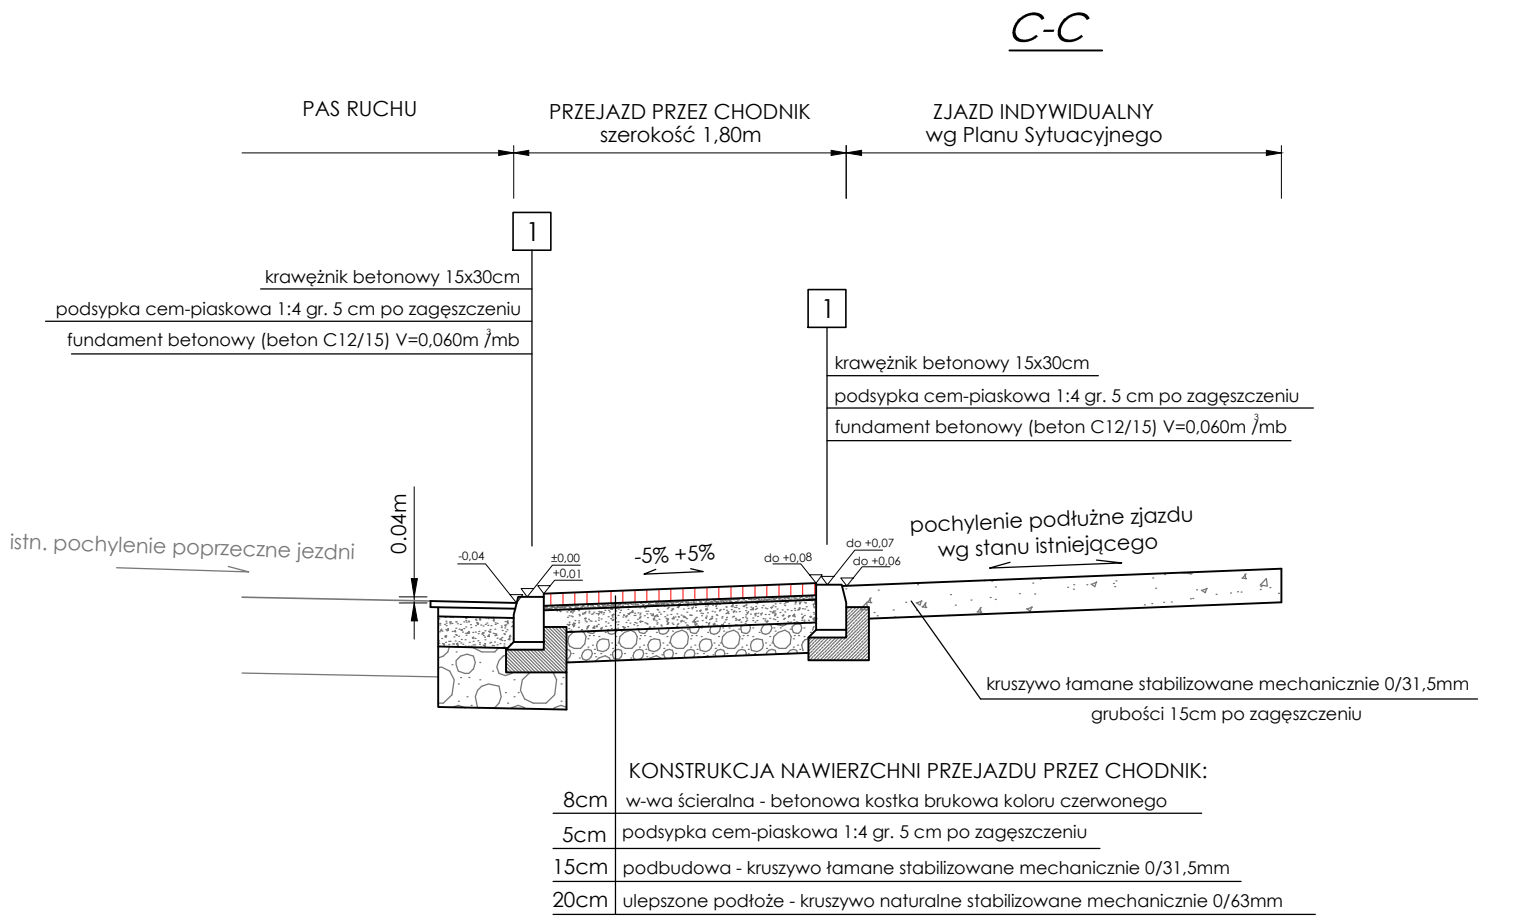 C-C
PAS RUCHU
PRZEJAZD PRZEZ CHODNIK
szerokość 1,80m
ZJAZD INDYWIDUALNY
wg Planu Sytuacyjnego
1
krawężnik betonowy 15x30cm
podsypka cem-piaskowa 1:4 gr. 5 cm po zagęszczeniu
fundament betonowy (beton C12/15) V=0,060m³/mb
1
krawężnik betonowy 15x30cm
podsypka cem-piaskowa 1:4 gr. 5 cm po zagęszczeniu
fundament betonowy (beton C12/15) V=0,060m³/mb
istn. pochylenie poprzeczne jezdni
0.04m
-0,04
±0,00
+0,01
-5% +5%
do +0,08
do +0,07
do +0,06
pochylenie podłużne zjazdu
wg stanu istniejącego
kruszywo łamane stabilizowane mechanicznie 0/31,5mm
grubości 15cm po zagęszczeniu
KONSTRUKCJA NAWIERZCHNI PRZEJAZDU PRZEZ CHODNIK:
8cm w-wa ścieralna - betonowa kostka brukowa koloru czerwonego
5cm podsypka cem-piaskowa 1:4 gr. 5 cm po zagęszczeniu
15cm podbudowa - kruszywo łamane stabilizowane mechanicznie 0/31,5mm
20cm ulepszone podłoże - kruszywo naturalne stabilizowane mechanicznie 0/63mm